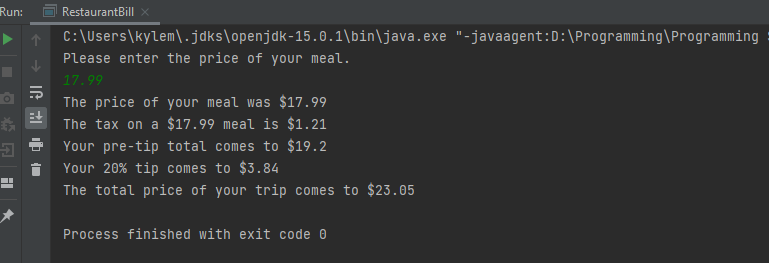 Run: RestaurantBill
C:\Users\kylem\.jdks\openjdk-15.0.1\bin\java.exe "-javaagent:D:\Programming\Programming
Please enter the price of your meal.
17.99
The price of your meal was $17.99
The tax on a $17.99 meal is $1.21
Your pre-tip total comes to $19.2
Your 20% tip comes to $3.84
The total price of your trip comes to $23.05
Process finished with exit code 0